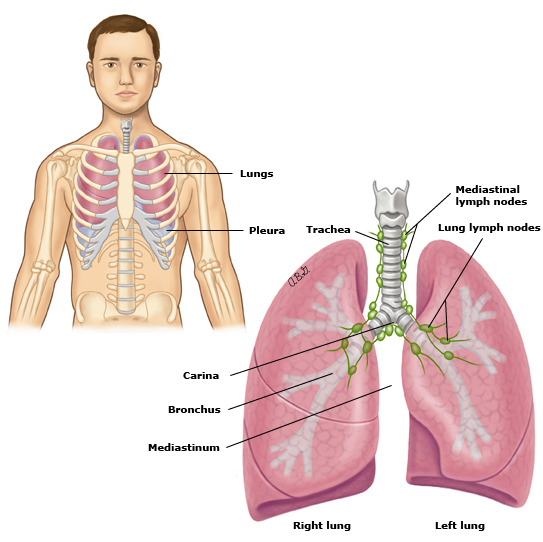 Lungs
Pleura
Trachea
Mediastinal
lymph nodes
Lung lymph nodes
Carina
Bronchus
Mediastinum
Right lung
Left lung